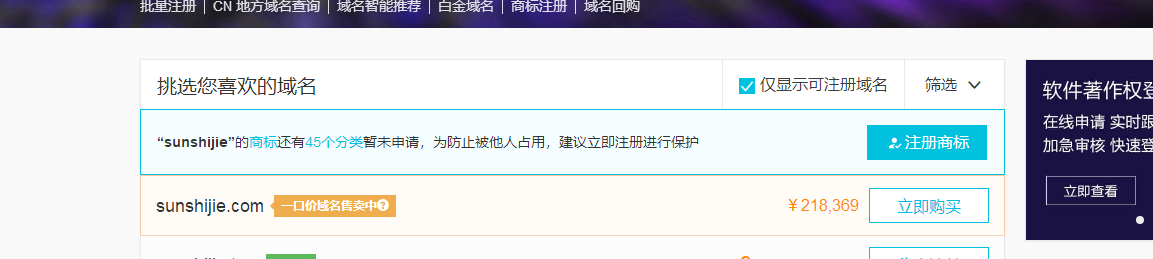 批量注册 | CN 地方域名查询 | 域名智能推荐 | 白金域名 | 商标注册 | 域名回购
挑选您喜欢的域名
仅显示可注册域名
筛选
“sunshijie”的商标还有45个分类暂未申请，为防止被他人占用，建议立即注册进行保护
注册商标
sunshijie.com
一口价域名售卖中?
￥218,369
立即购买
软件著作权登
在线申请 实时跟
加急审核 快速登
立即查看